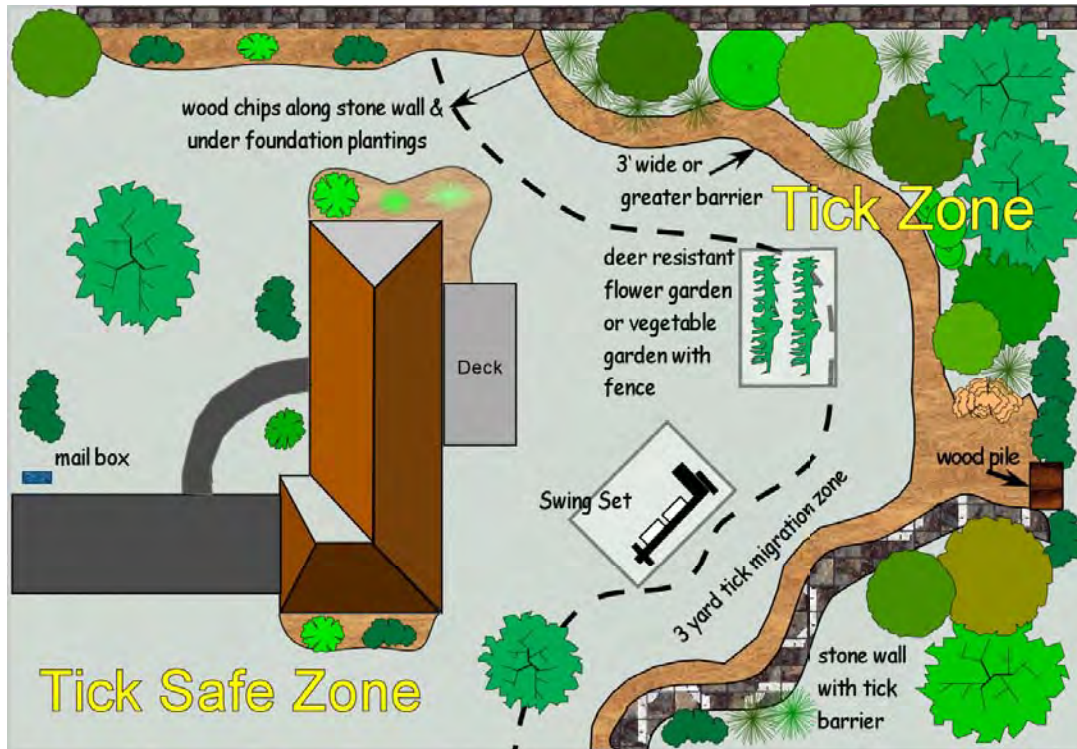 wood chips along stone wall &
under foundation plantings
3' wide or
greater barrier
Tick Zone
deer resistant
flower garden
or vegetable
garden with
fence
Deck
mail box
wood pile
Swing Set
3 yard tick migration zone
stone wall
with tick
barrier
Tick Safe Zone